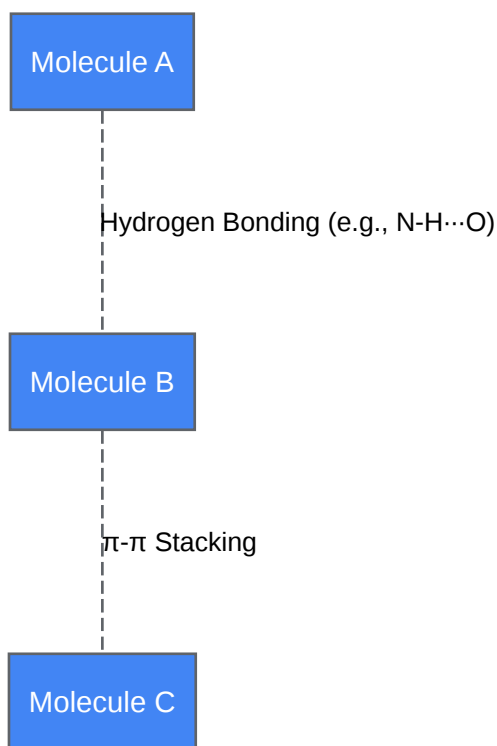 Molecule A
Hydrogen Bonding (e.g., N-H···O)
Molecule B
π-π Stacking
Molecule C